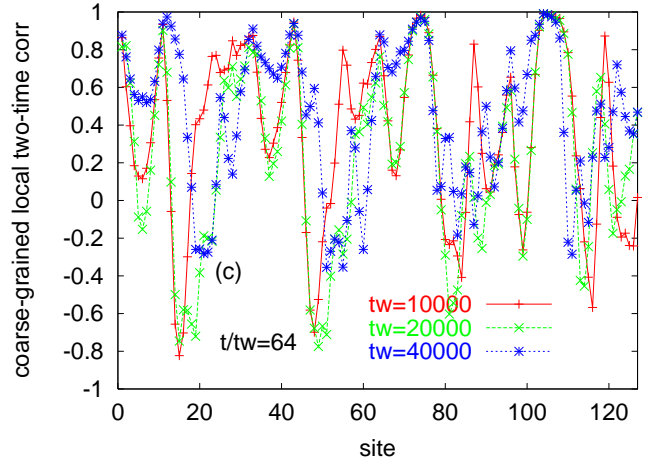 coarse-grained local two-time corr
1
0.8
0.6
0.4
0.2
0
-0.2
-0.4
-0.6
-0.8
-1
(c)
t/tw=64
tw=10000
tw=20000
tw=40000
0 20 40 60 80 100 120
site